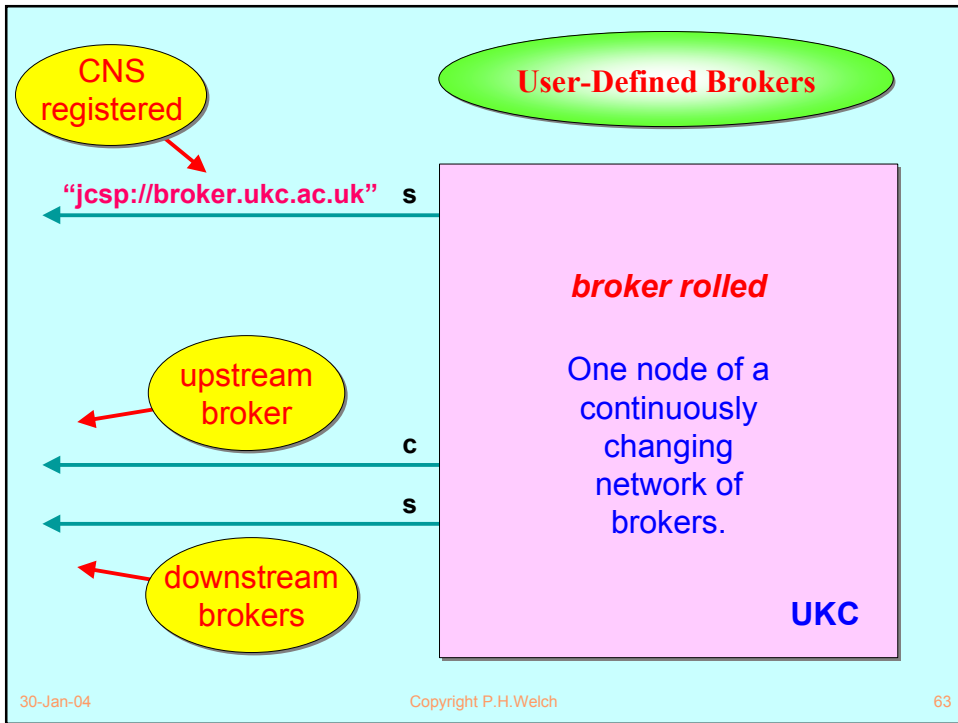 CNS
registered
User-Defined Brokers
“jcsp://broker.ukc.ac.uk” s
broker rolled
One node of a
continuously
changing
network of
brokers.
upstream
broker
c
s
downstream
brokers
UKC
30-Jan-04 Copyright P.H.Welch 63